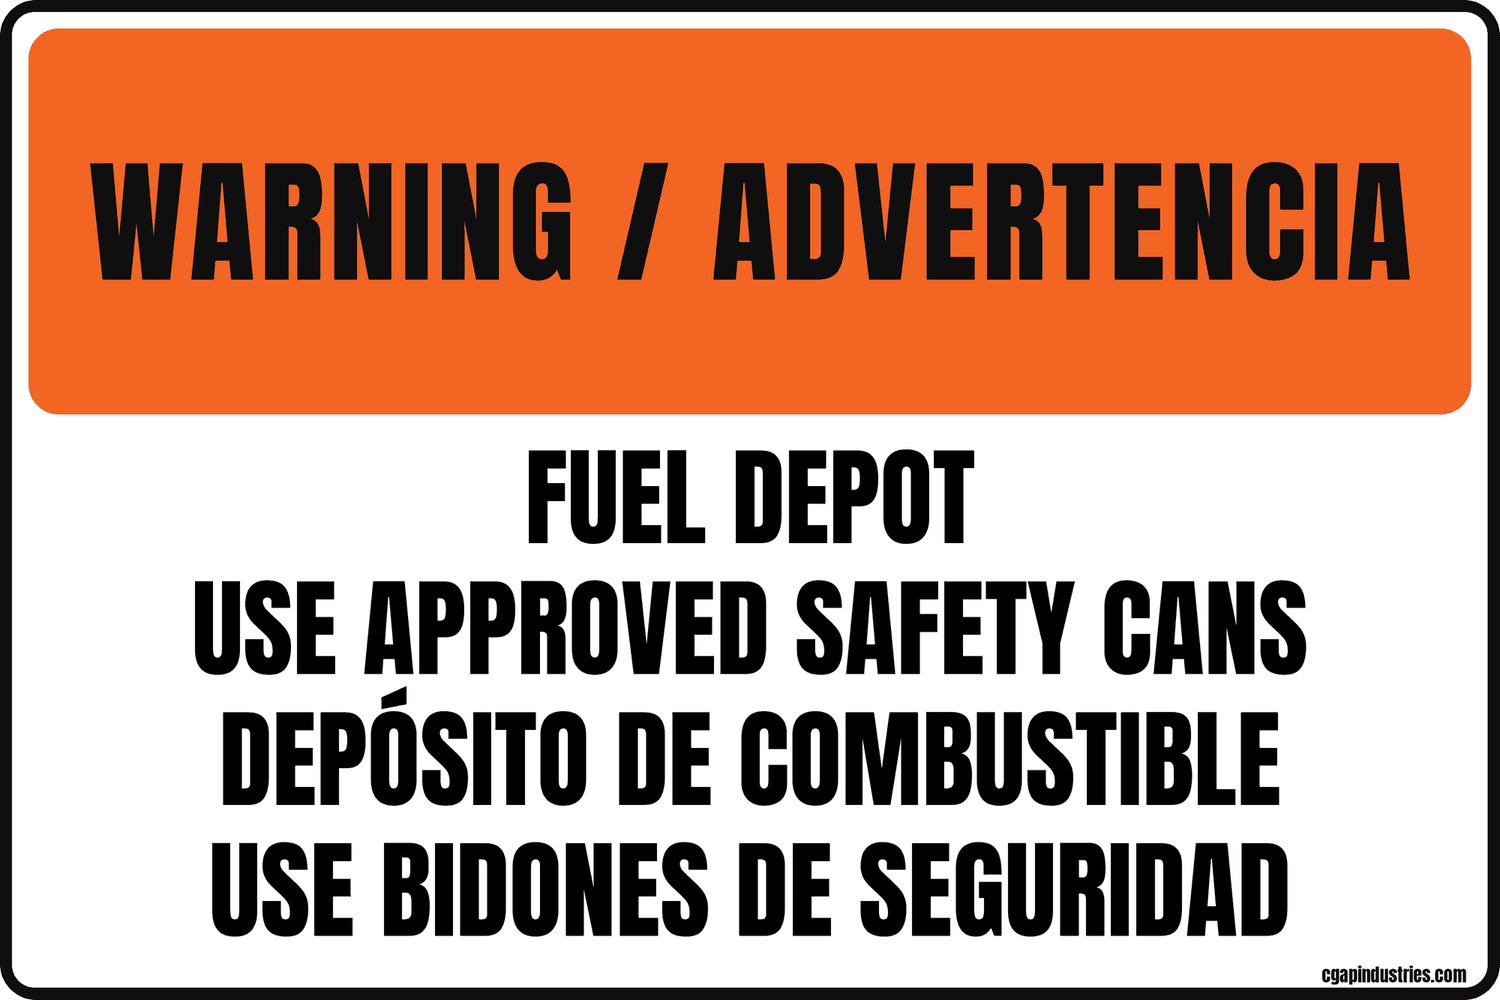 WARNING / ADVERTENCIA
FUEL DEPOT
USE APPROVED SAFETY CANS
DEPÓSITO DE COMBUSTIBLE
USE BIDONES DE SEGURIDAD
cgapindustries.com